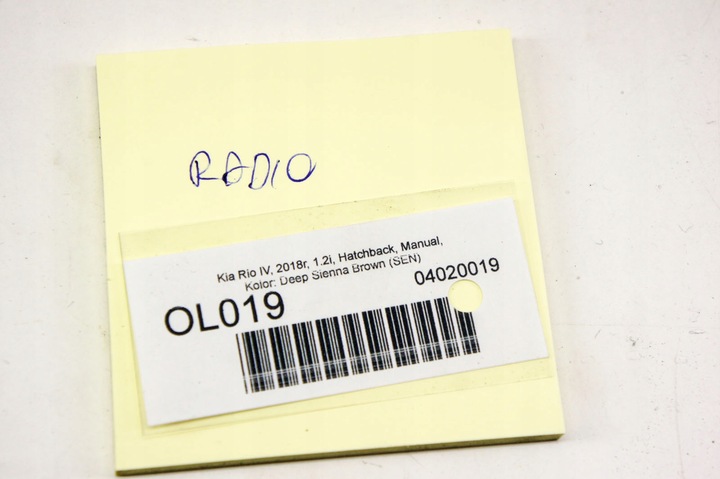 RADIO
Kia Rio IV, 2018r, 1.2i, Hatchback, Manual,
Kolor: Deep Sienna Brown (SEN)
OL019 04020019